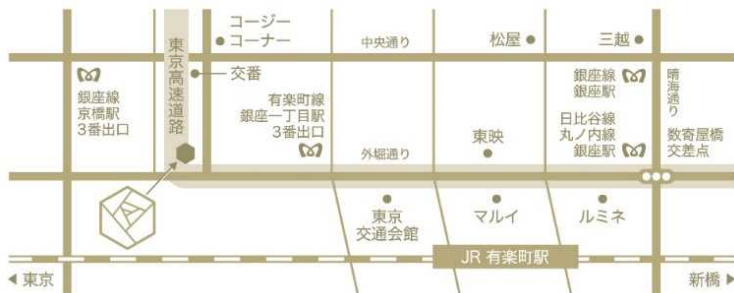 コージー
コーナー
中央通り
松屋
三越
東京高速道路
交番
銀座線
京橋駅
3番出口
有楽町線
銀座一丁目駅
3番出口
銀座線
銀座駅
晴海通り
日比谷線
丸ノ内線
銀座駅
数寄屋橋
交差点
外堀通り
東映
東京
交通会館
マルイ
ルミネ
JR 有楽町駅
東京
新橋